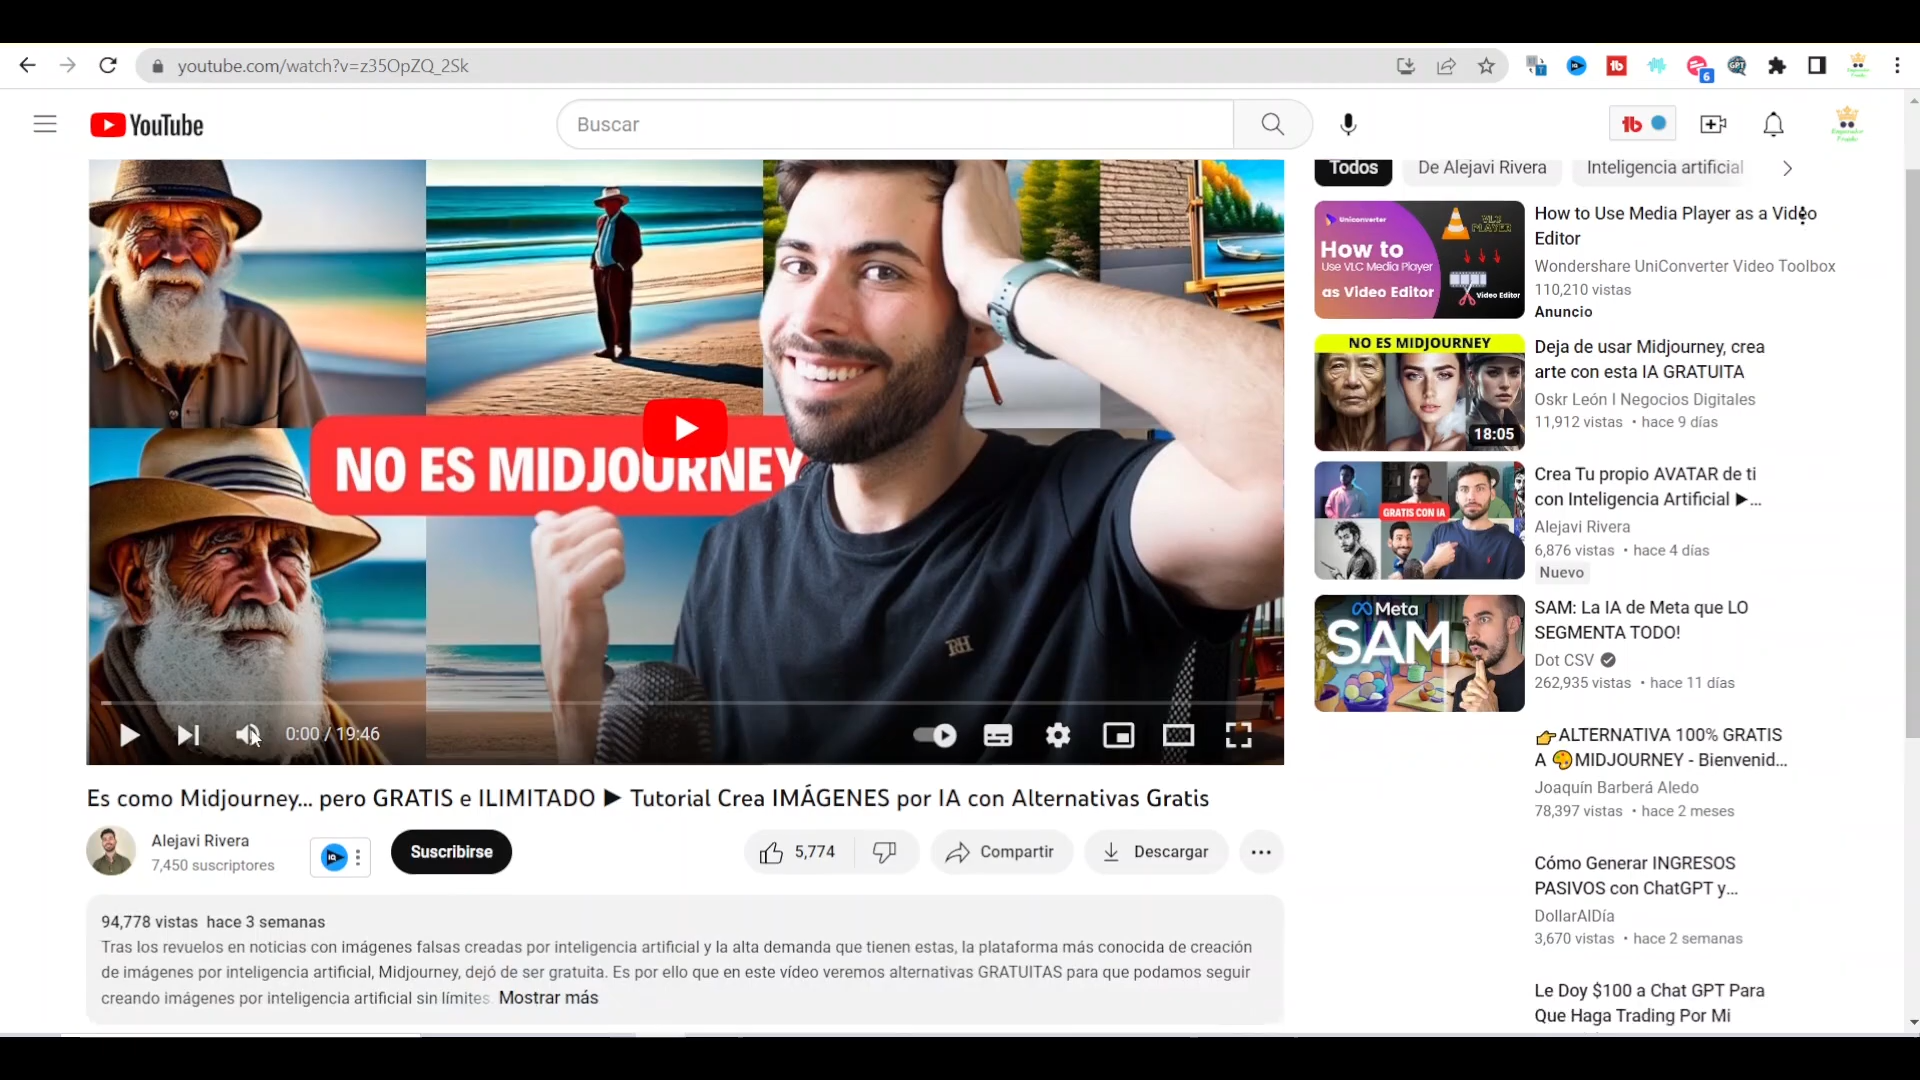 youtube.com/watch?v=z35OpZQ_2Sk
6
GPT
YouTube
Buscar
tb
NO ES MIDJOURNEY
RH
0:00 / 19:46
Es como Midjourney... pero GRATIS e ILIMITADO ▶ Tutorial Crea IMÁGENES por IA con Alternativas Gratis
Alejavi Rivera
7,450 suscriptores
Suscribirse
5,774
Compartir
Descargar
94,778 vistas hace 3 semanas
Tras los revuelos en noticias con imágenes falsas creadas por inteligencia artificial y la alta demanda que tienen estas, la plataforma más conocida de creación
de imágenes por inteligencia artificial, Midjourney, dejó de ser gratuita. Es por ello que en este vídeo veremos alternativas GRATUITAS para que podamos seguir
creando imágenes por inteligencia artificial sin límites. Mostrar más
Todos
De Alejavi Rivera
Inteligencia artificial
Uniconverter
VLC
PLAYER
How to
Use VLC Media Player
as Video Editor
Video Editor
How to Use Media Player as a Video
Editor
Wondershare UniConverter Video Toolbox
110,210 vistas
Anuncio
NO ES MIDJOURNEY
18:05
Deja de usar Midjourney, crea
arte con esta IA GRATUITA
Oskr León I Negocios Digitales
11,912 vistas • hace 9 días
GRATIS CON IA
Crea Tu propio AVATAR de ti
con Inteligencia Artificial ▶...
Alejavi Rivera
6,876 vistas • hace 4 días
Nuevo
Meta
SAM
SAM: La IA de Meta que LO
SEGMENTA TODO!
Dot CSV
262,935 vistas • hace 11 días
👉ALTERNATIVA 100% GRATIS
A 🎨MIDJOURNEY - Bienvenid...
Joaquín Barberá Aledo
78,397 vistas • hace 2 meses
Cómo Generar INGRESOS
PASIVOS con ChatGPT y...
DollarAIDía
3,670 vistas • hace 2 semanas
Le Doy $100 a Chat GPT Para
Que Haga Trading Por Mi